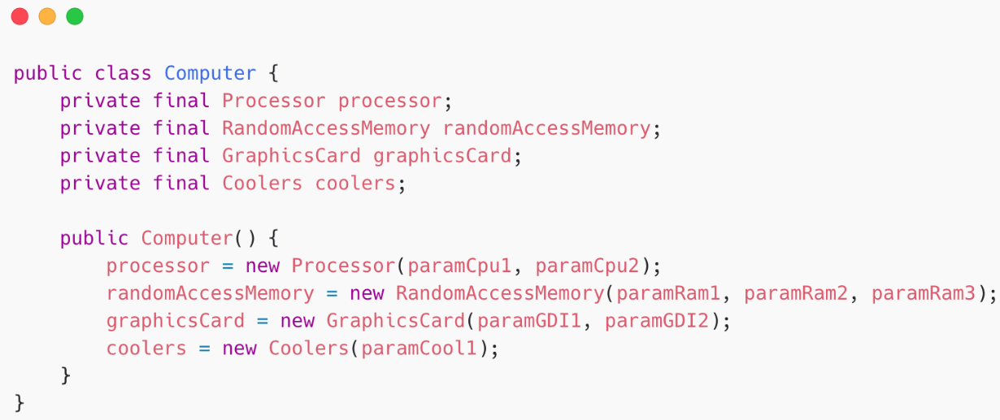 public class Computer {
    private final Processor processor;
    private final RandomAccessMemory randomAccessMemory;
    private final GraphicsCard graphicsCard;
    private final Coolers coolers;

    public Computer() {
        processor = new Processor(paramCpu1, paramCpu2);
        randomAccessMemory = new RandomAccessMemory(paramRam1, paramRam2, paramRam3);
        graphicsCard = new GraphicsCard(paramGDI1, paramGDI2);
        coolers = new Coolers(paramCool1);
    }
}